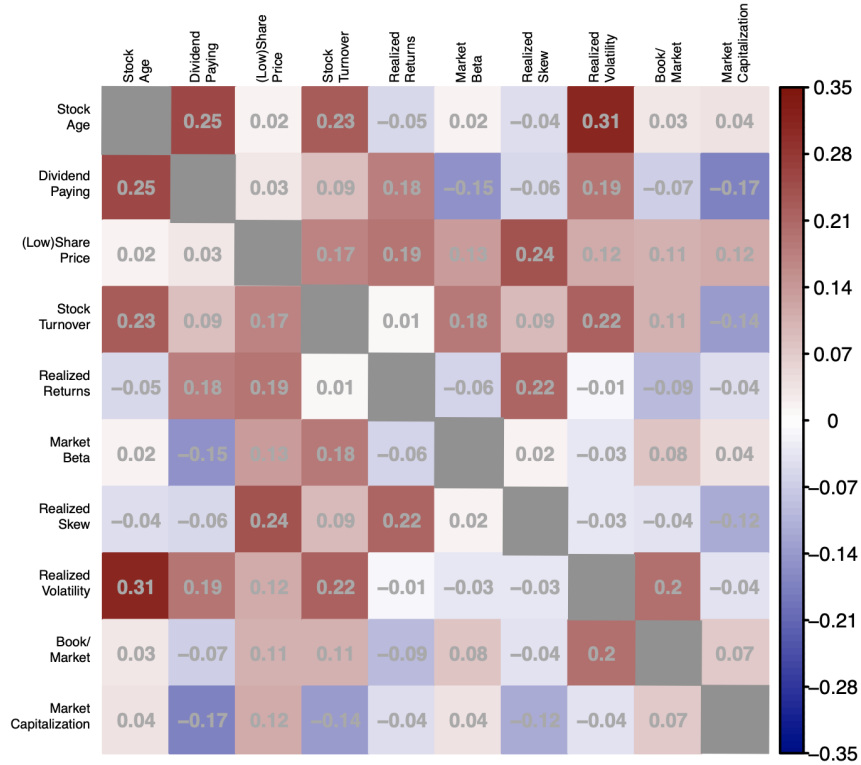 Stock Age
Dividend Paying
(Low)Share Price
Stock Turnover
Realized Returns
Market Beta
Realized Skew
Realized Volatility
Book/ Market
Market Capitalization
Stock
Age
0.25 0.02 0.23 −0.05 0.02 −0.04 0.31 0.03 0.04
Dividend
Paying
0.25 0.03 0.09 0.18 −0.15 −0.06 0.19 −0.07 −0.17
(Low)Share
Price
0.02 0.03 0.17 0.19 0.13 0.24 0.12 0.11 0.12
Stock
Turnover
0.23 0.09 0.17 0.01 0.18 0.09 0.22 0.11 −0.14
Realized
Returns
−0.05 0.18 0.19 0.01 −0.06 0.22 −0.01 −0.09 −0.04
Market
Beta
0.02 −0.15 0.13 0.18 −0.06 0.02 −0.03 0.08 0.04
Realized
Skew
−0.04 −0.06 0.24 0.09 0.22 0.02 −0.03 −0.04 −0.12
Realized
Volatility
0.31 0.19 0.12 0.22 −0.01 −0.03 −0.03 0.2 −0.04
Book/
Market
0.03 −0.07 0.11 0.11 −0.09 0.08 −0.04 0.2 0.07
Market
Capitalization
0.04 −0.17 0.12 −0.14 −0.04 0.04 −0.12 −0.04 0.07
0.35
0.28
0.21
0.14
0.07
0
−0.07
−0.14
−0.21
−0.28
−0.35